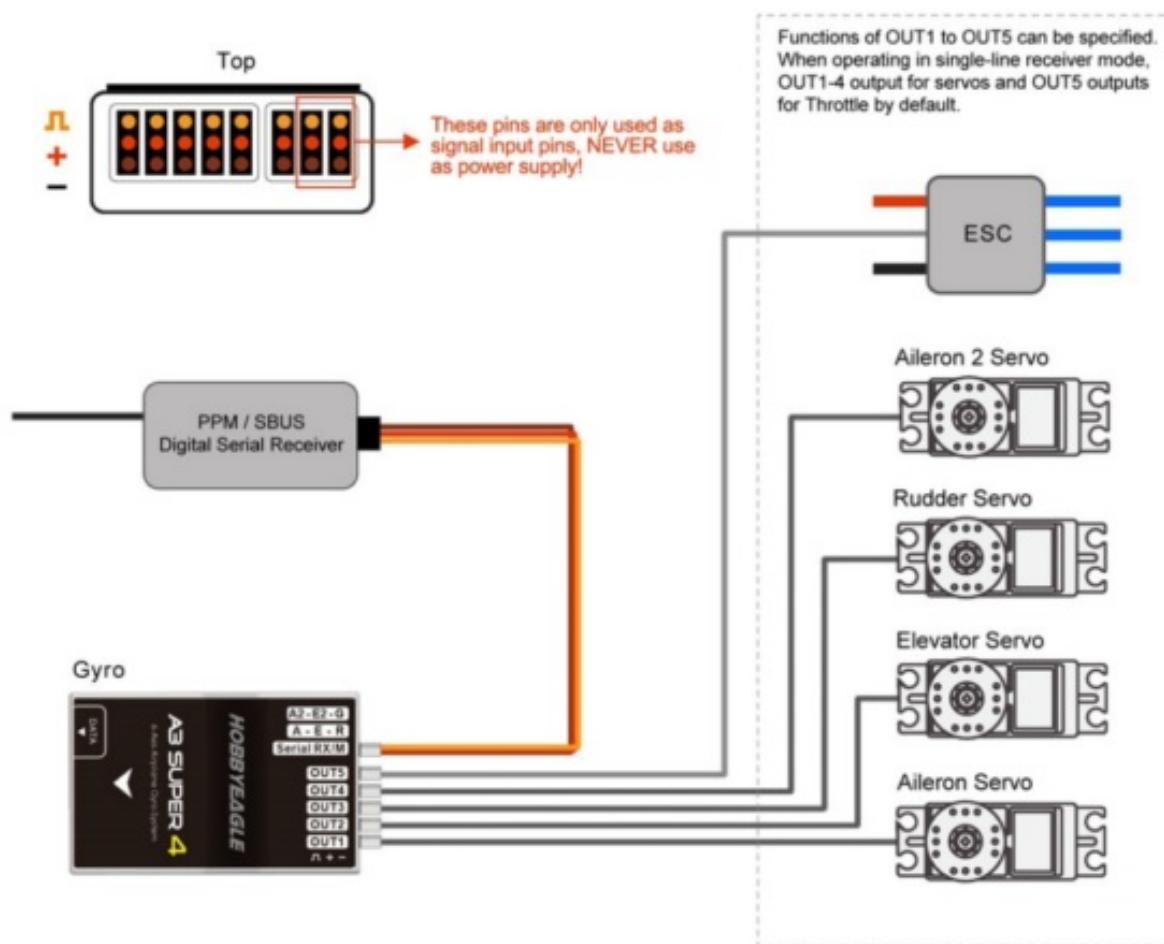 Top
+
−
These pins are only used as
signal input pins, NEVER use
as power supply!
Functions of OUT1 to OUT5 can be specified.
When operating in single-line receiver mode,
OUT1-4 output for servos and OUT5 outputs
for Throttle by default.
ESC
PPM / SBUS
Digital Serial Receiver
Aileron 2 Servo
Rudder Servo
Elevator Servo
Aileron Servo
Gyro
DATA
A3 SUPER 4
HOBBYEAGLE
A2-E2-G
A - E - R
Serial RX/M
OUT5
OUT4
OUT3
OUT2
OUT1
+ −